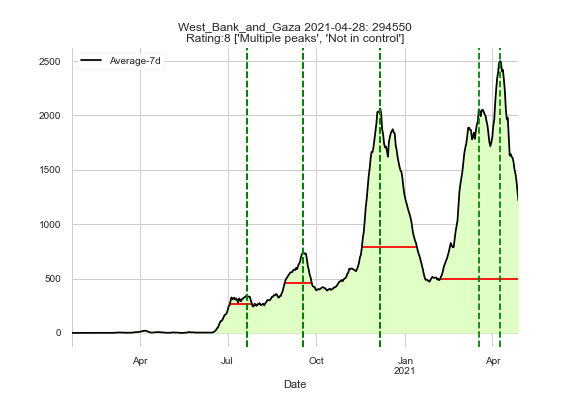 West_Bank_and_Gaza 2021-04-28: 294550
Rating:8 ['Multiple peaks', 'Not in control']
Average-7d
2500
2000
1500
1000
500
0
Apr Jul Oct Jan Apr
2021
Date